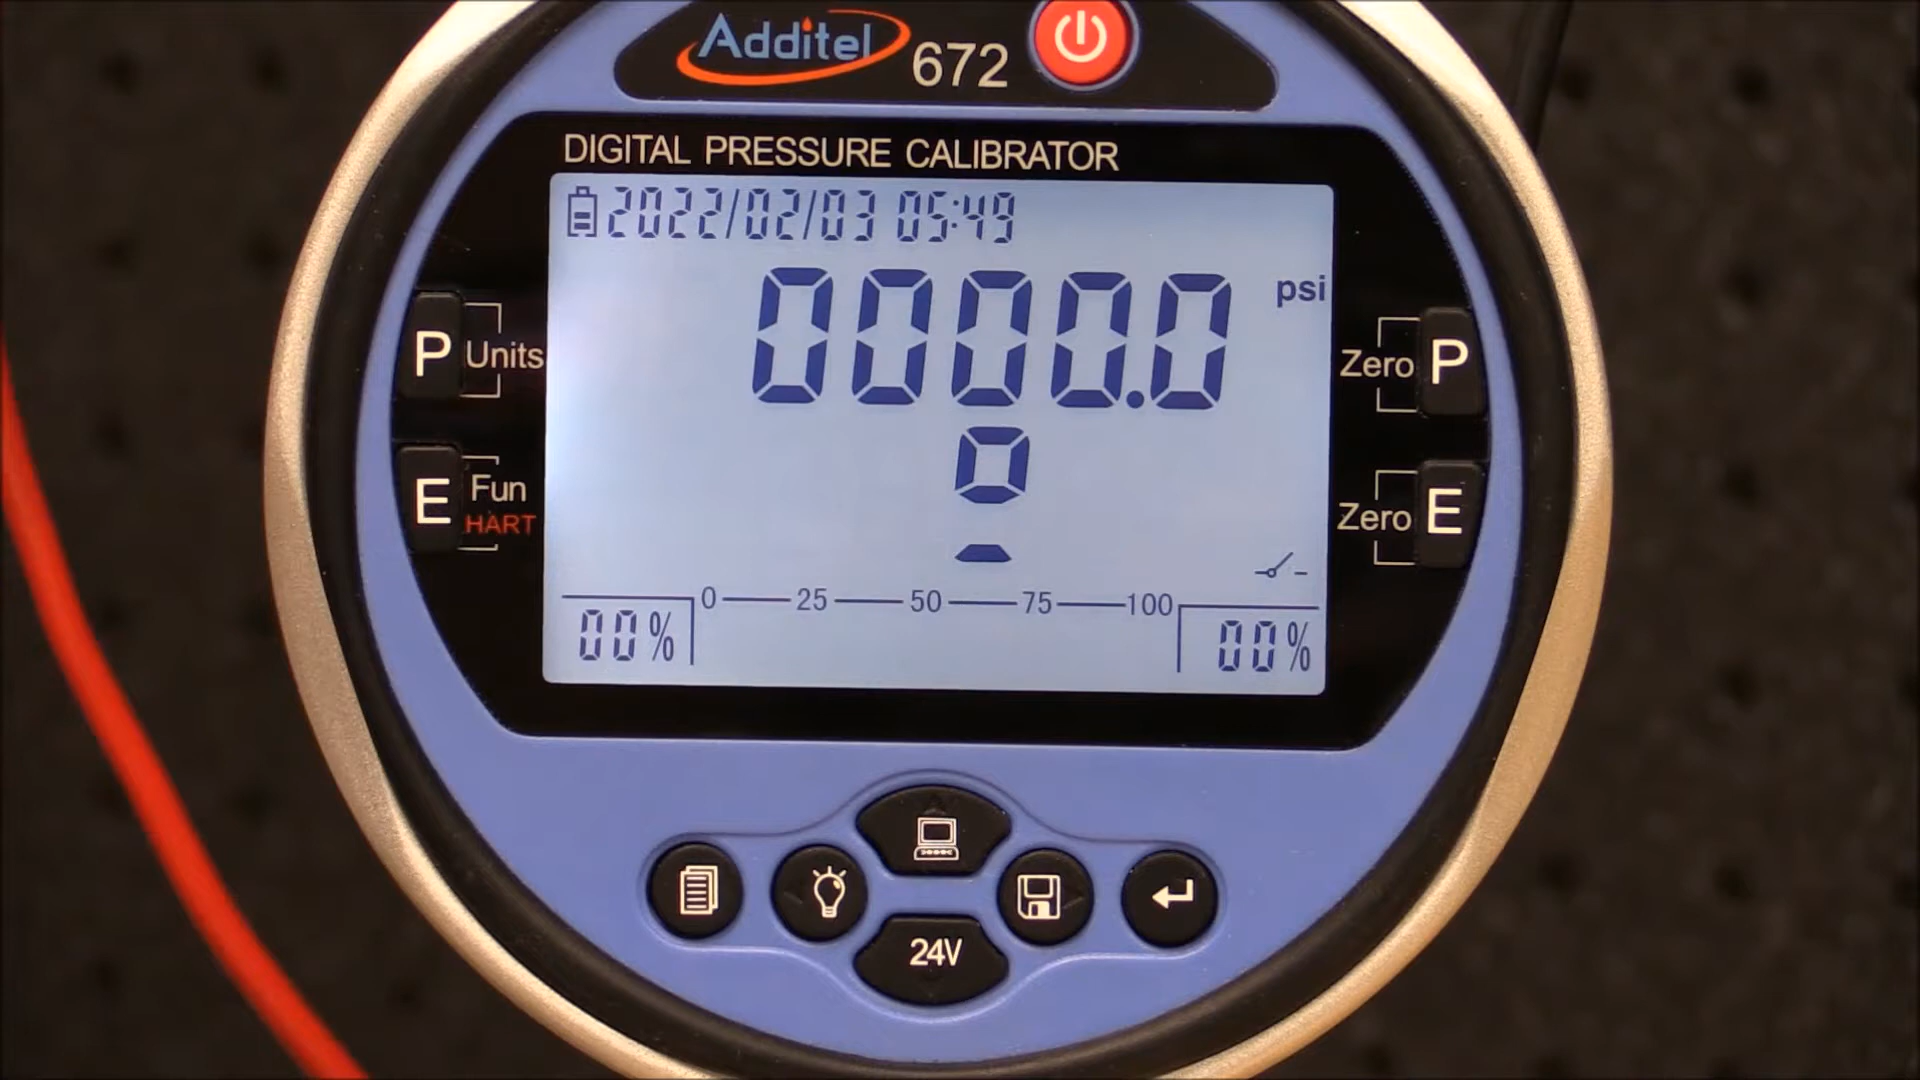 Additel 672
DIGITAL PRESSURE CALIBRATOR
2022/02/03 05:49
0000.0 psi
P Units
Zero P
o
E Fun
HART
Zero E
0 25 50 75 100
00%
00%
24V